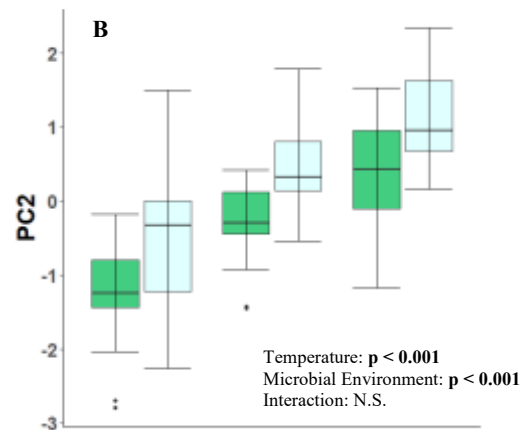 B
2
1
0
-1
-2
-3
PC2
Temperature: p < 0.001
Microbial Environment: p < 0.001
Interaction: N.S.